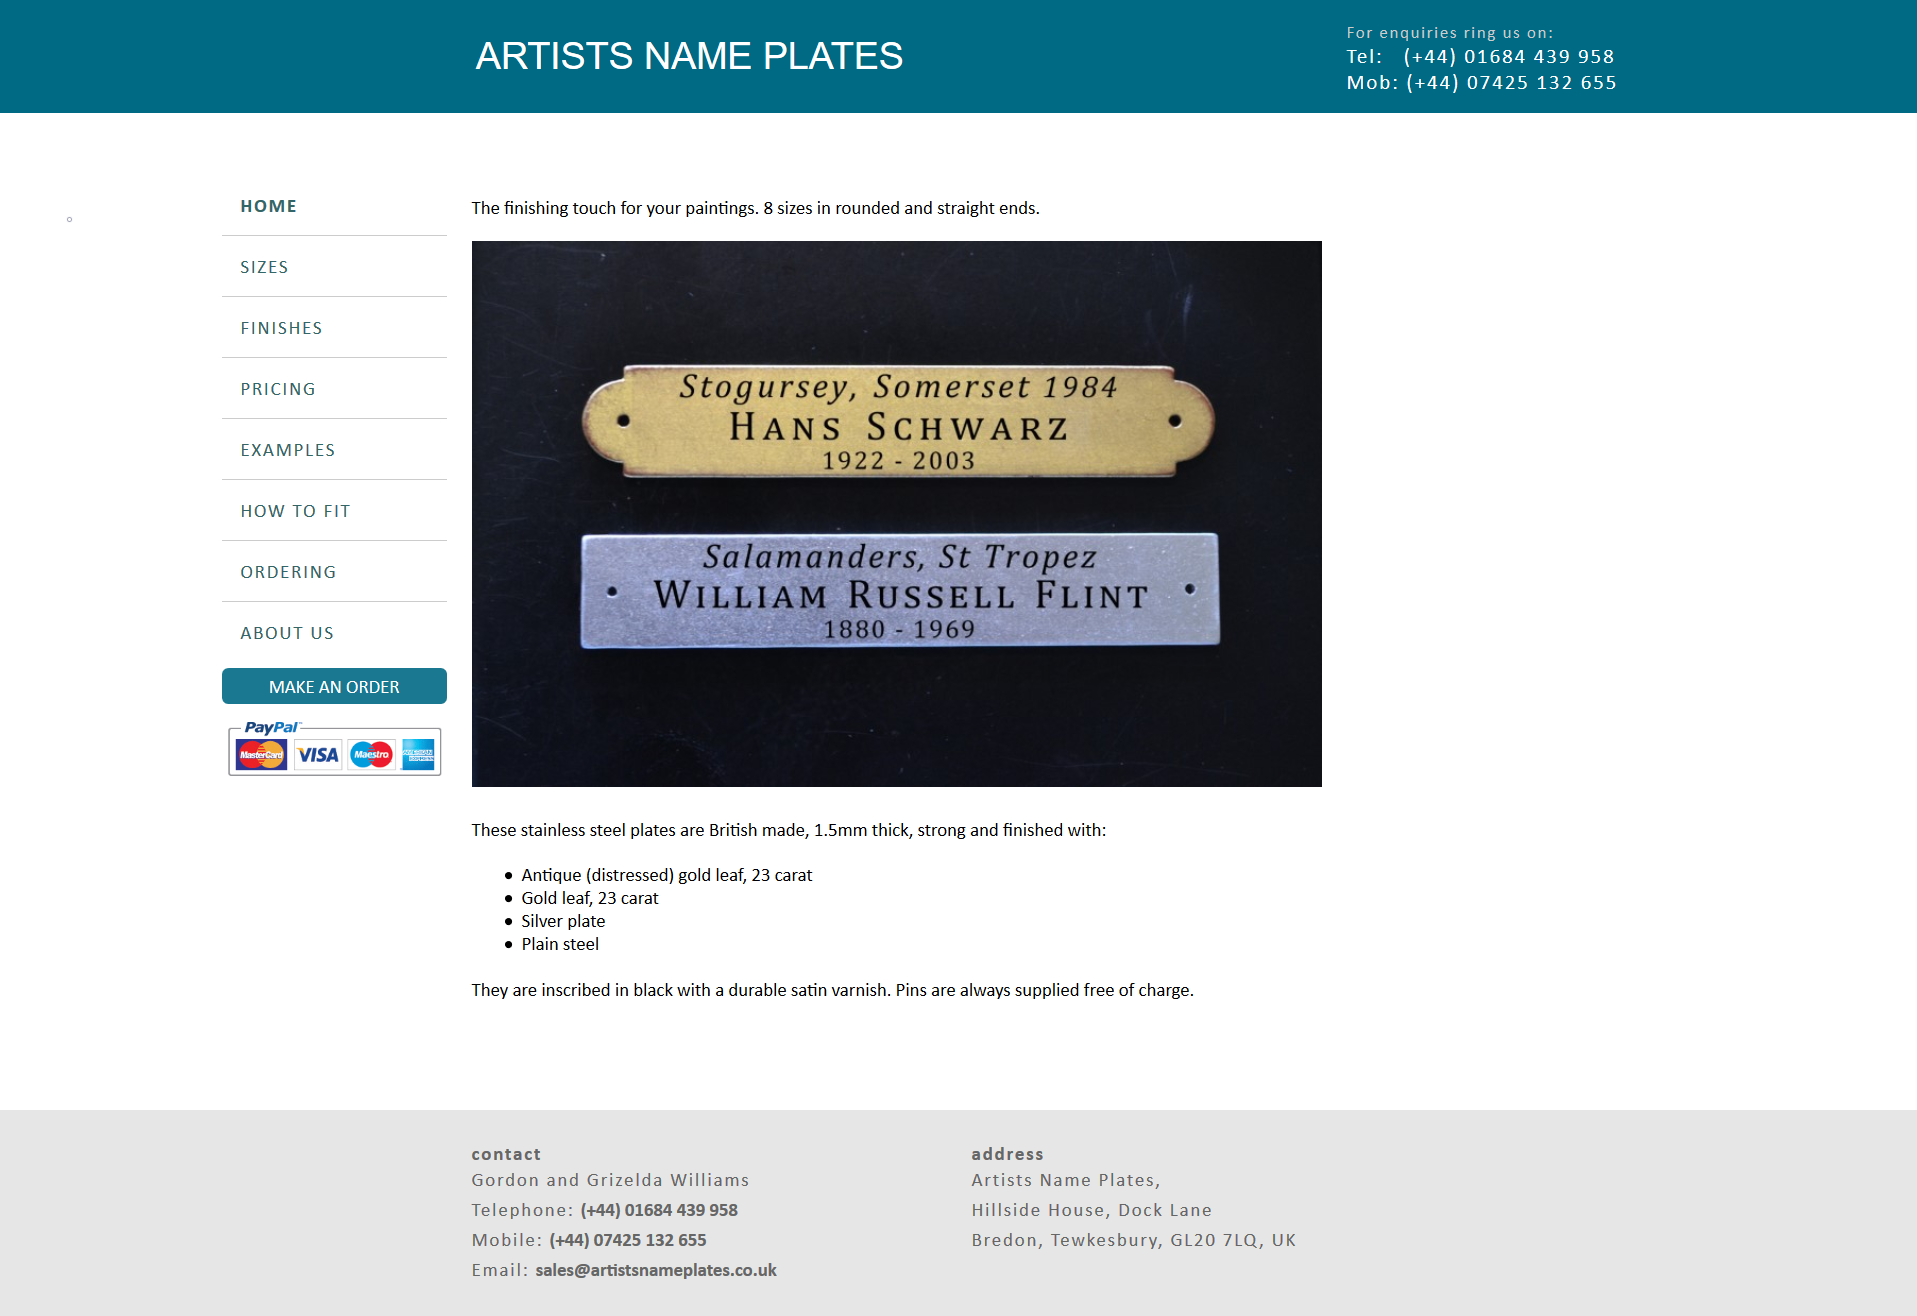 ARTISTS NAME PLATES
For enquiries ring us on:
Tel: (+44) 01684 439 958
Mob: (+44) 07425 132 655
HOME
SIZES
FINISHES
PRICING
EXAMPLES
HOW TO FIT
ORDERING
ABOUT US
MAKE AN ORDER
PayPal™
MasterCard VISA Maestro AMERICAN EXPRESS
The finishing touch for your paintings. 8 sizes in rounded and straight ends.
Stogursey, Somerset 1984
HANS SCHWARZ
1922 - 2003
Salamanders, St Tropez
WILLIAM RUSSELL FLINT
1880 - 1969
These stainless steel plates are British made, 1.5mm thick, strong and finished with:
• Antique (distressed) gold leaf, 23 carat
• Gold leaf, 23 carat
• Silver plate
• Plain steel
They are inscribed in black with a durable satin varnish. Pins are always supplied free of charge.
contact
Gordon and Grizelda Williams
Telephone: (+44) 01684 439 958
Mobile: (+44) 07425 132 655
Email: sales@artistsnameplates.co.uk
address
Artists Name Plates,
Hillside House, Dock Lane
Bredon, Tewkesbury, GL20 7LQ, UK